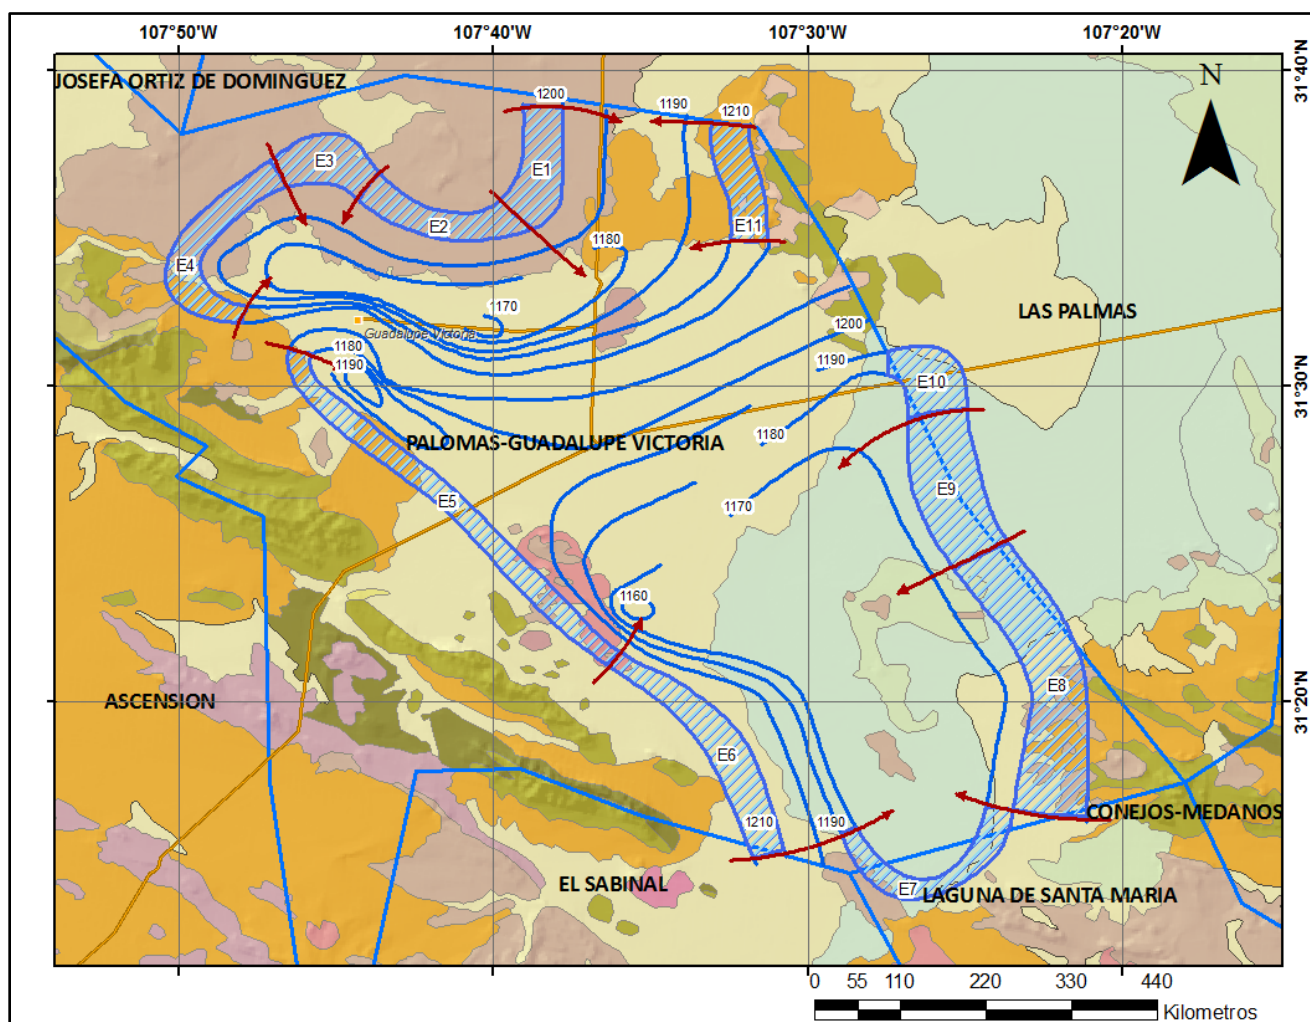 107°50'W 107°40'W 107°30'W 107°20'W
31°40'N
JOSEFA ORTIZ DE DOMINGUEZ
N
1200
1190
1210
E3
E1
E2
E11
1180
E4
1170
LAS PALMAS
Guadalupe Victoria
1200
1180
1190
1190
E10
31°30'N
1180
PALOMAS-GUADALUPE VICTORIA
E9
E5
1170
1160
E8
ASCENSION
31°20'N
E6
1210
1190
CONEJOS-MEDANOS
EL SABINAL
E7
LAGUNA DE SANTA MARIA
0 55 110 220 330 440
Kilometros